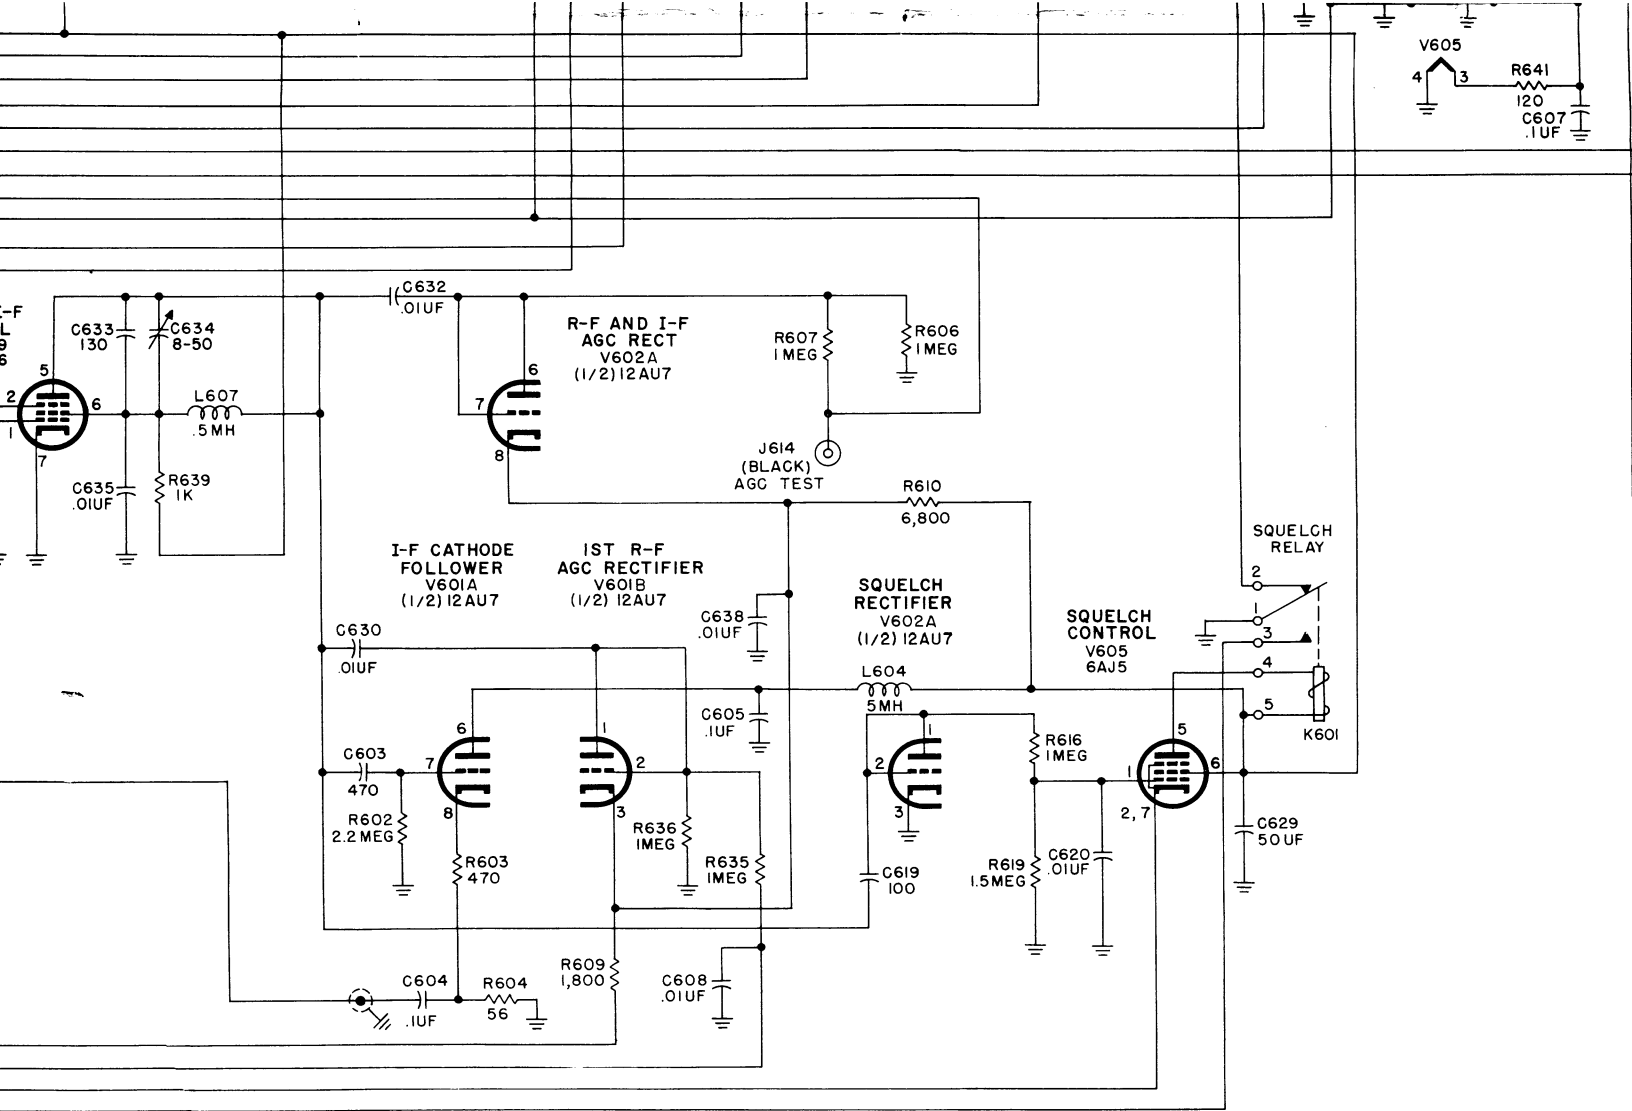 V605
4
3
R641
120
C607
.1UF
C632
.01UF
I-F
L
9
6
C633
130
C634
8-50
R-F AND I-F
AGC RECT
V602A
(1/2) 12AU7
R607
1MEG
R606
1MEG
5
2
6
1
7
L607
.5MH
6
7
8
C635
.01UF
R639
1K
J614
(BLACK)
AGC TEST
R610
6,800
SQUELCH
RELAY
I-F CATHODE
FOLLOWER
V601A
(1/2) 12AU7
1ST R-F
AGC RECTIFIER
V601B
(1/2) 12AU7
C638
.01UF
SQUELCH
RECTIFIER
V602A
(1/2) 12AU7
SQUELCH
CONTROL
V605
6AJ5
2
1
3
4
5
K601
C630
.01UF
L604
5MH
C605
.1UF
6
7
8
1
2
3
1
2
3
5
1
6
2,7
C603
470
R602
2.2MEG
R603
470
R636
1MEG
R635
1MEG
C619
100
R616
1MEG
R619
1.5MEG
C620
.01UF
C629
50UF
C604
.1UF
R604
56
R609
1,800
C608
.01UF